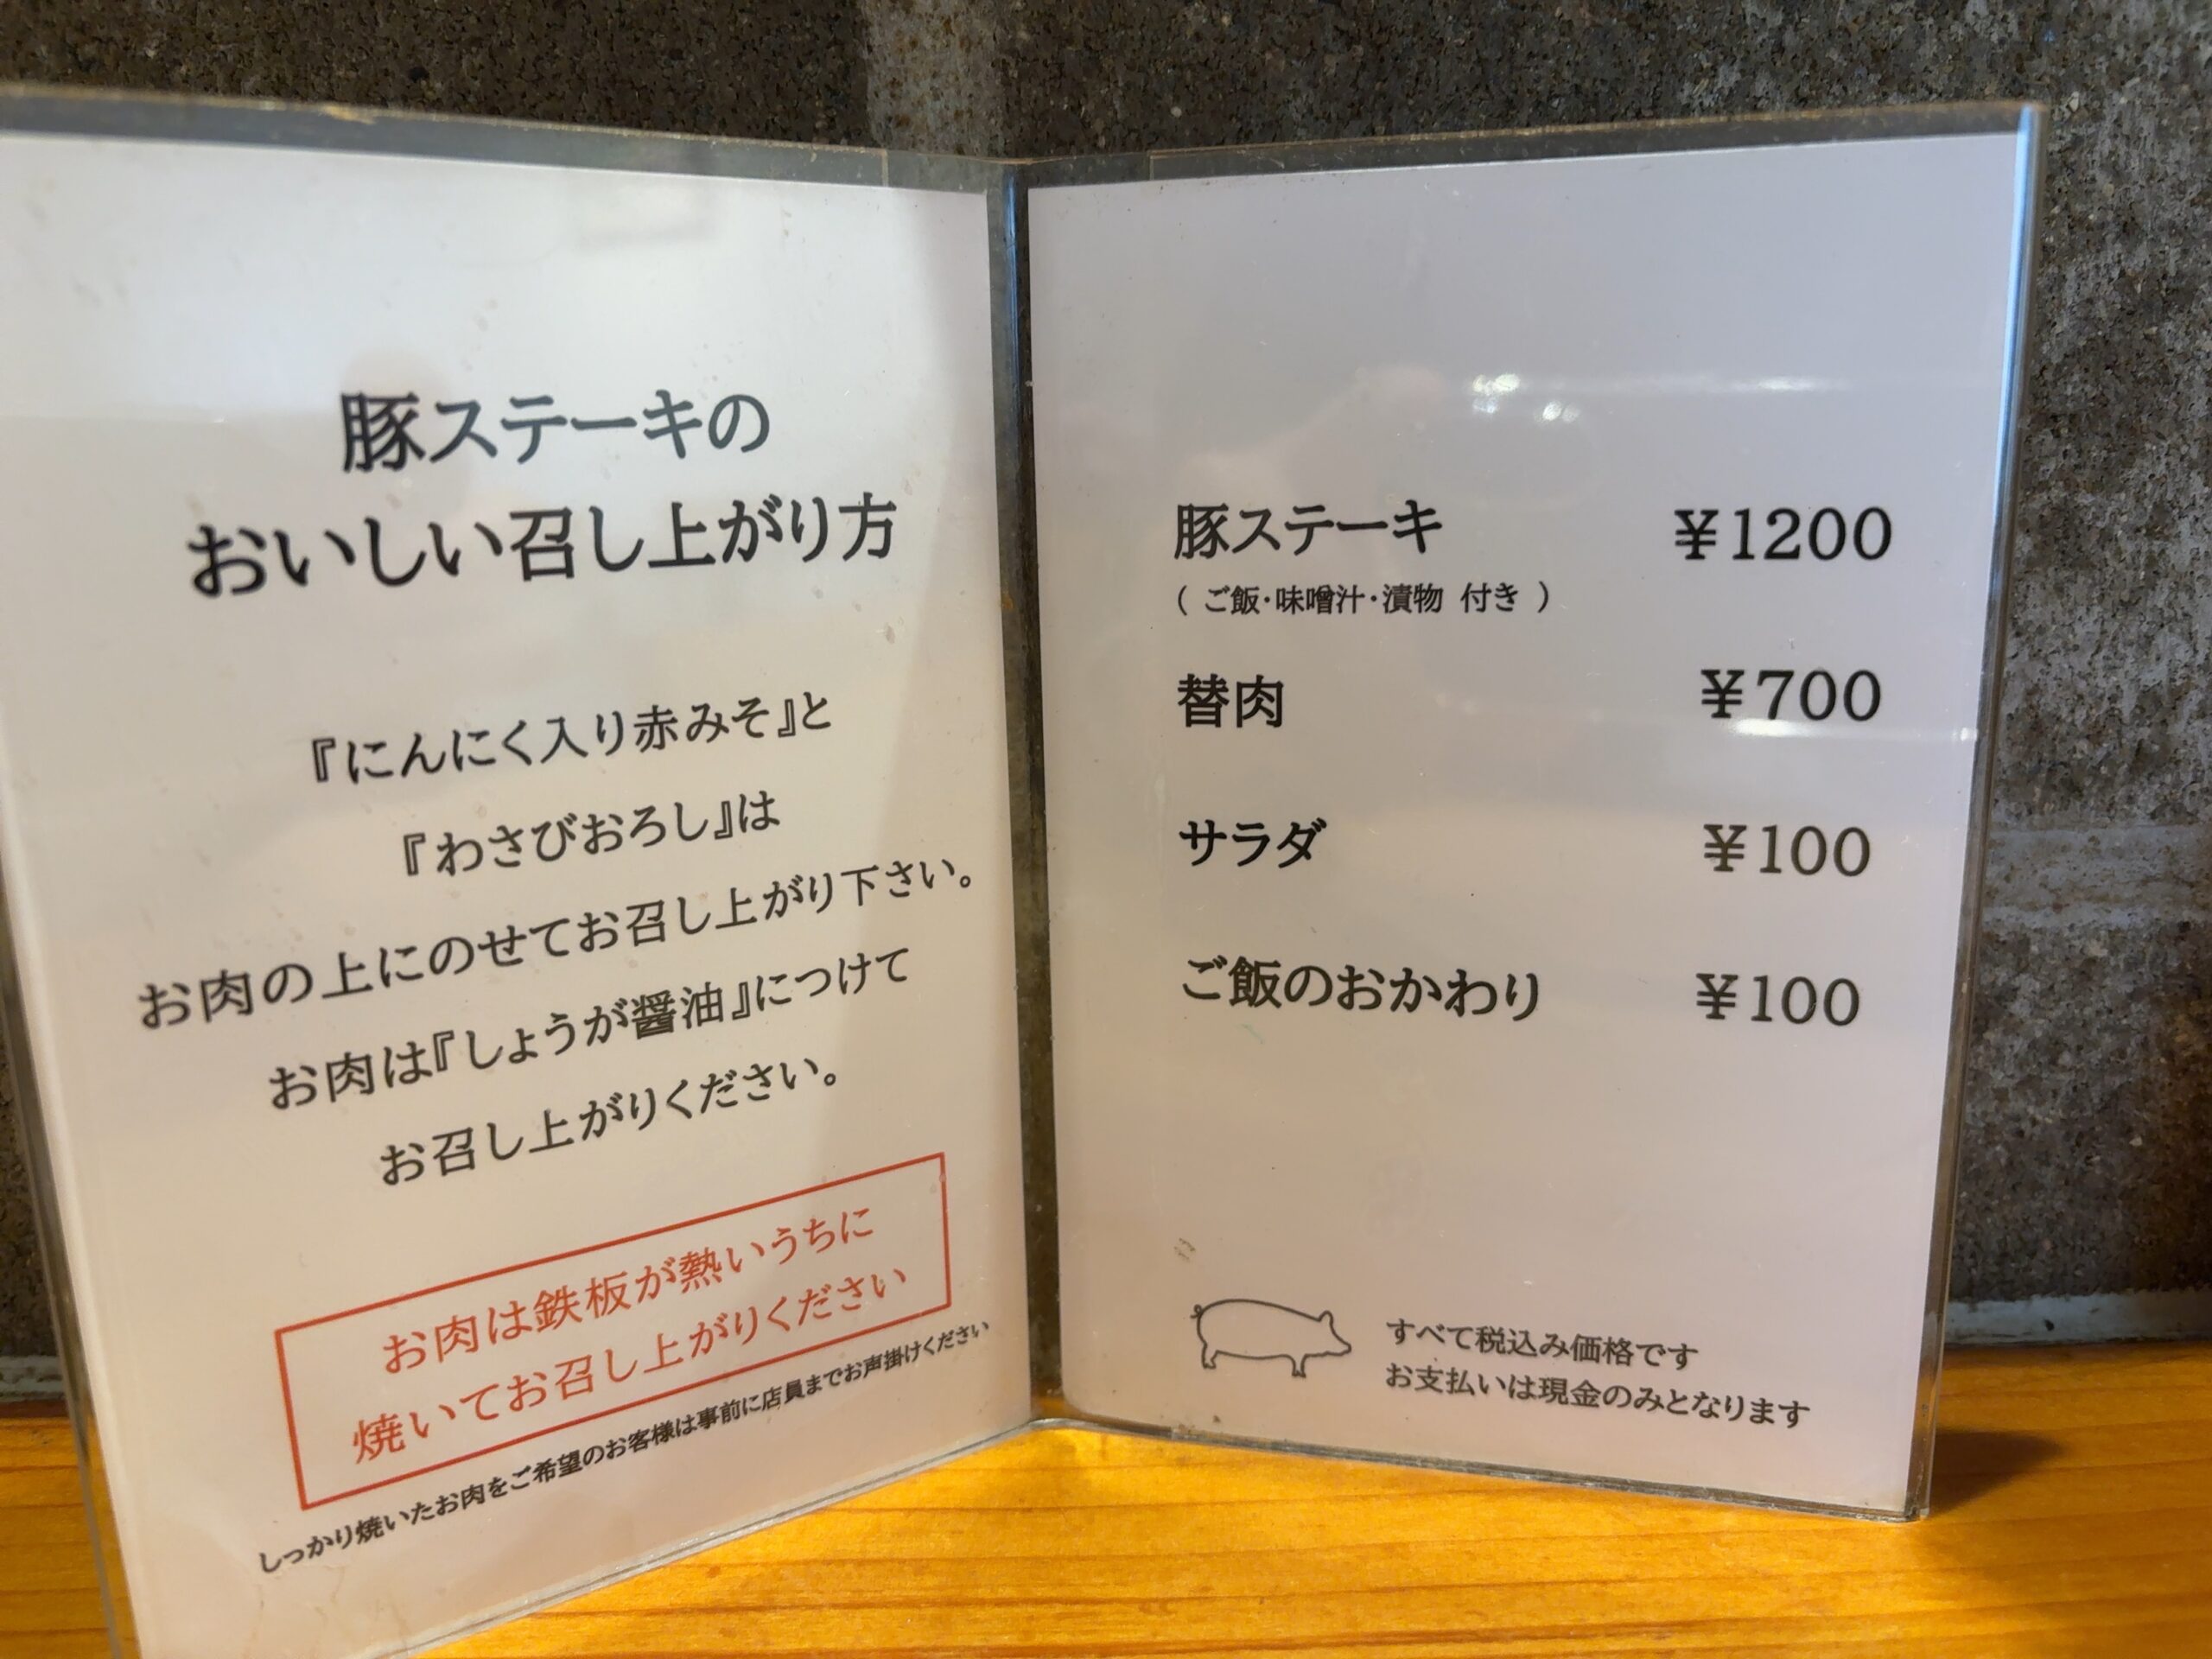 豚ステーキの
おいしい召し上がり方
『にんにく入り赤みそ』と
『わさびおろし』は
お肉の上にのせてお召し上がり下さい。
お肉は『しょうが醤油』につけて
お召し上がりください。
お肉は鉄板が熱いうちに
焼いてお召し上がりください
しっかり焼いたお肉をご希望のお客様は事前に店員までお声掛けください
豚ステーキ ¥1200
( ご飯・味噌汁・漬物 付き )
替肉 ¥700
サラダ ¥100
ご飯のおかわり ¥100
すべて税込み価格です
お支払いは現金のみとなります